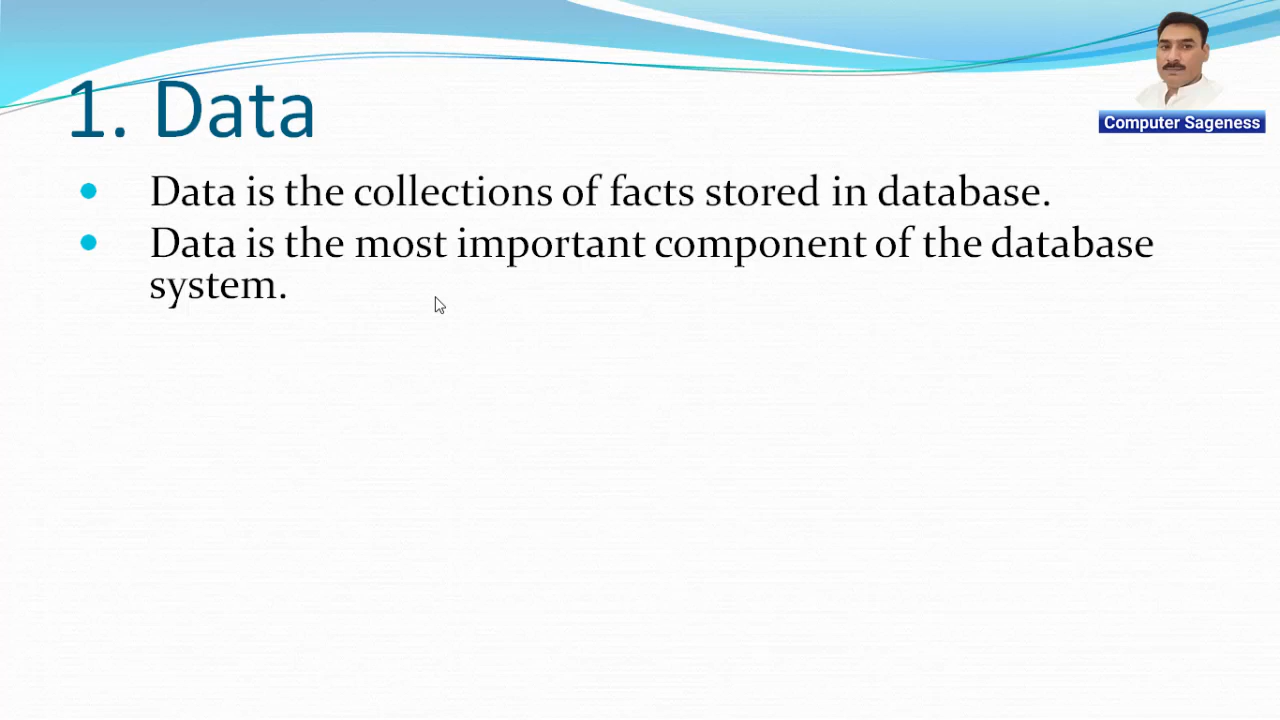 Computer Sageness
1. Data
Data is the collections of facts stored in database.
Data is the most important component of the database
system.